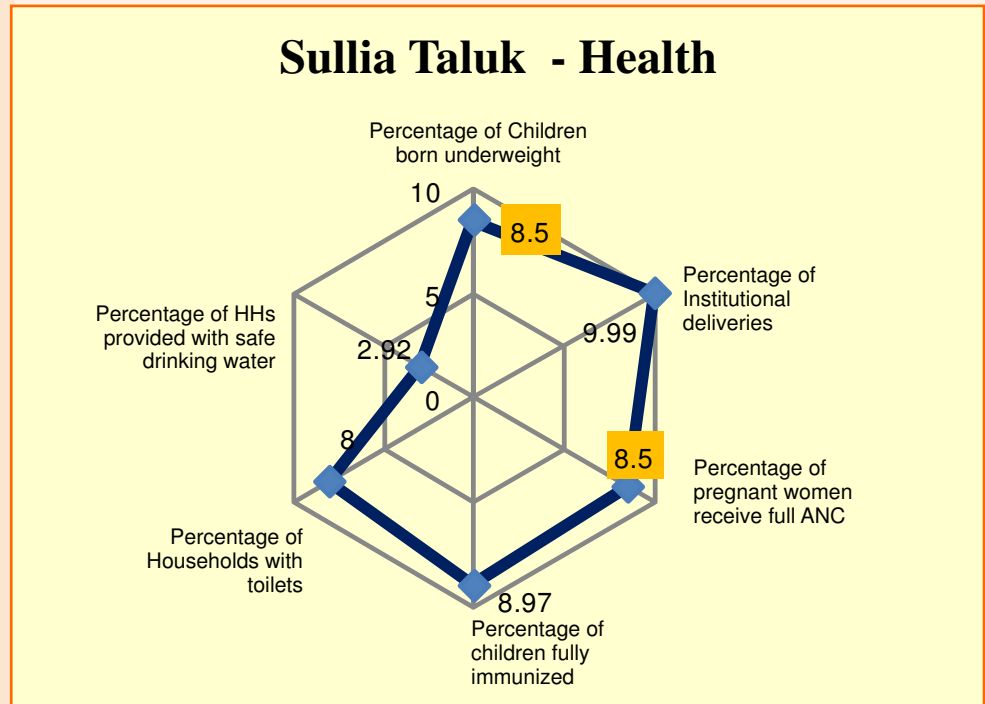 Sullia Taluk  - Health
Percentage of Children
born underweight
10
8.5
5
0
Percentage of
Institutional
deliveries
9.99
8.5
Percentage of
pregnant women
receive full ANC
8.97
Percentage of
children fully
immunized
8
Percentage of
Households with
toilets
2.92
Percentage of HHs
provided with safe
drinking water